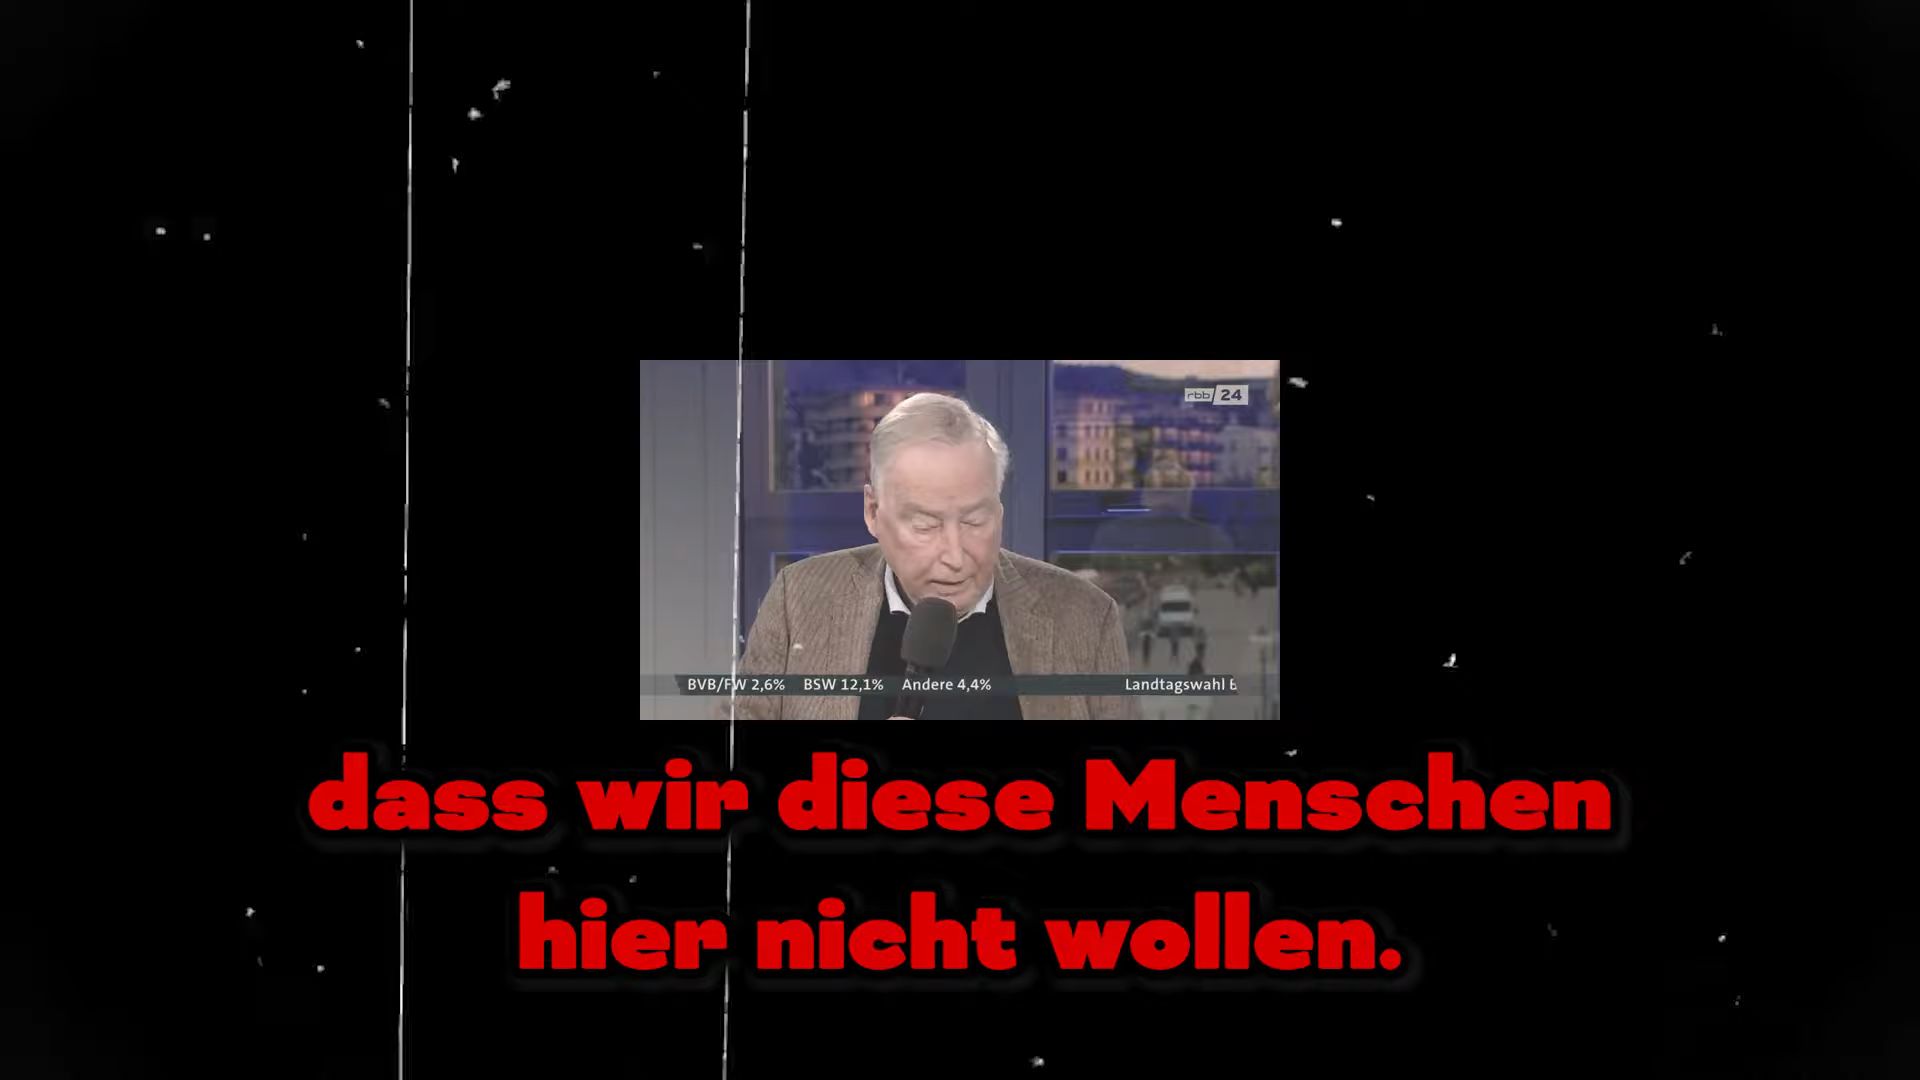 rbb 24
BVB/FW 2,6% BSW 12,1% Andere 4,4% Landtagswahl
dass wir diese Menschen
hier nicht wollen.